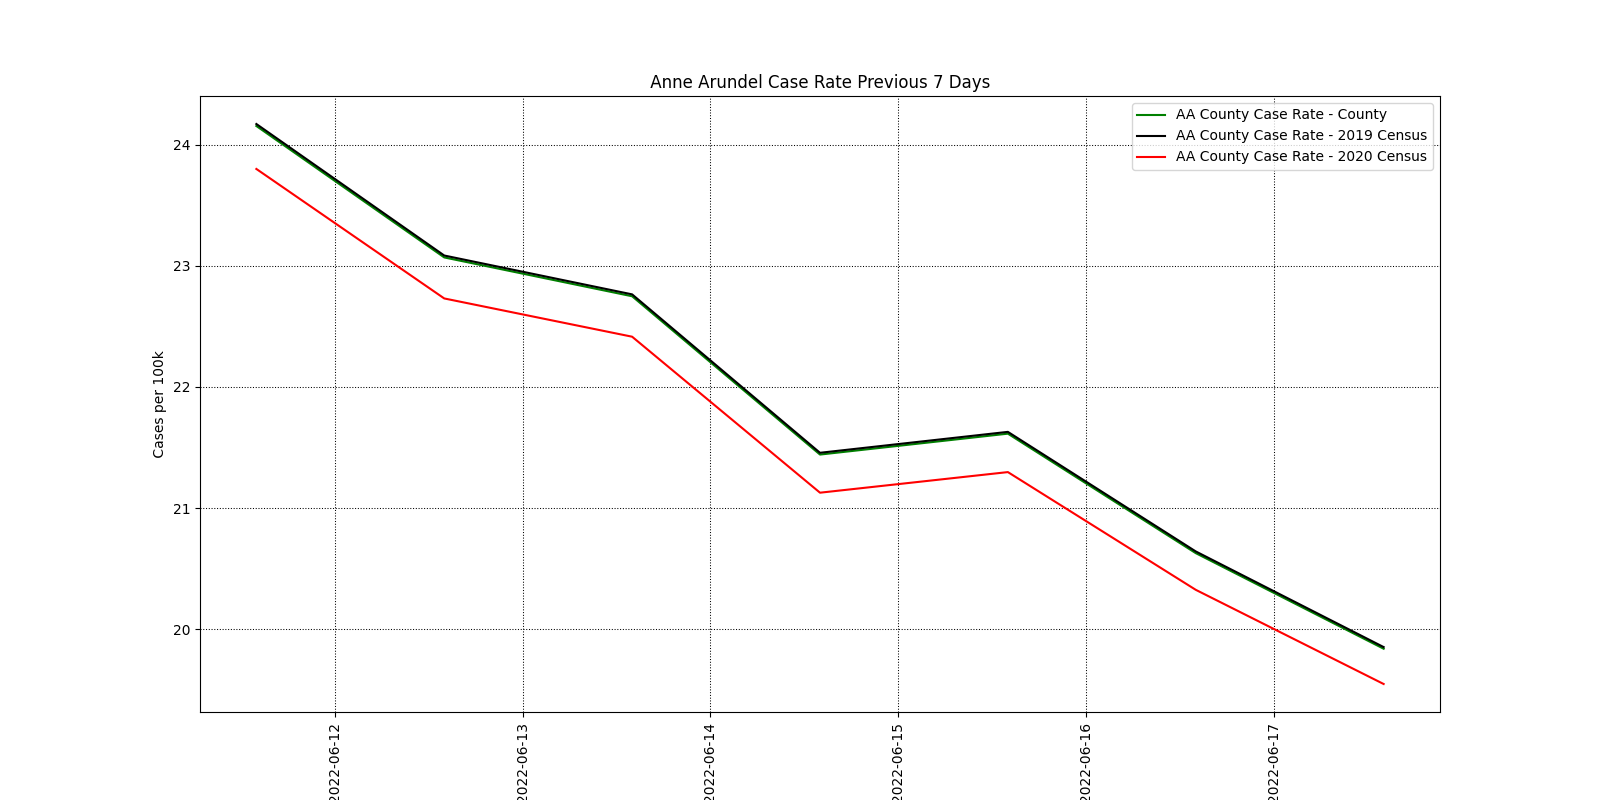 Anne Arundel Case Rate Previous 7 Days
AA County Case Rate - County
AA County Case Rate - 2019 Census
AA County Case Rate - 2020 Census
Cases per 100k
24
23
22
21
20
2022-06-12
2022-06-13
2022-06-14
2022-06-15
2022-06-16
2022-06-17